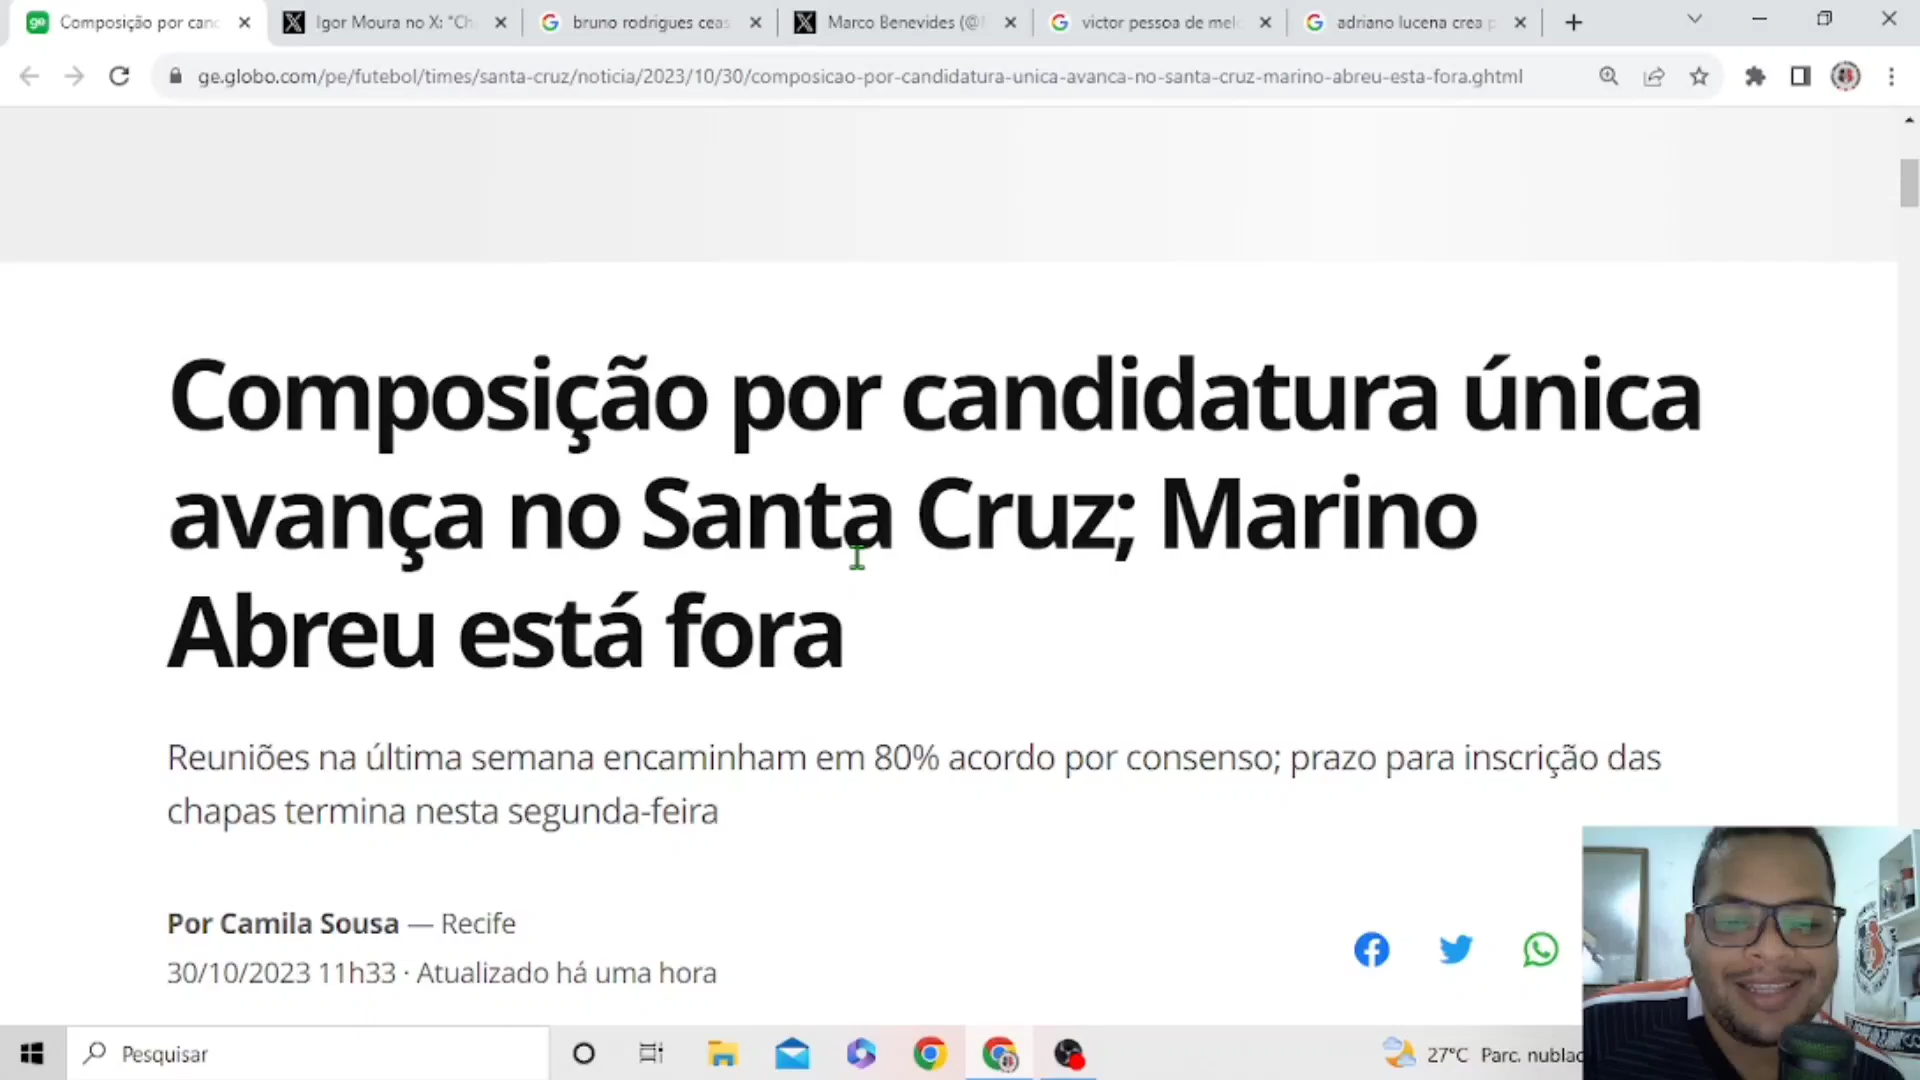 Composição por can
Igor Moura no X: "Ch
bruno rodrigues ceas
Marco Benevides (@
victor pessoa de mel
adriano lucena crea p
ge.globo.com/pe/futebol/times/santa-cruz/noticia/2023/10/30/composicao-por-candidatura-unica-avanca-no-santa-cruz-marino-abreu-esta-fora.ghtml
Composição por candidatura única
avança no Santa Cruz; Marino
Abreu está fora
Reuniões na última semana encaminham em 80% acordo por consenso; prazo para inscrição das
chapas termina nesta segunda-feira
Por Camila Sousa — Recife
30/10/2023 11h33 · Atualizado há uma hora
Pesquisar
27°C Parc. nublad